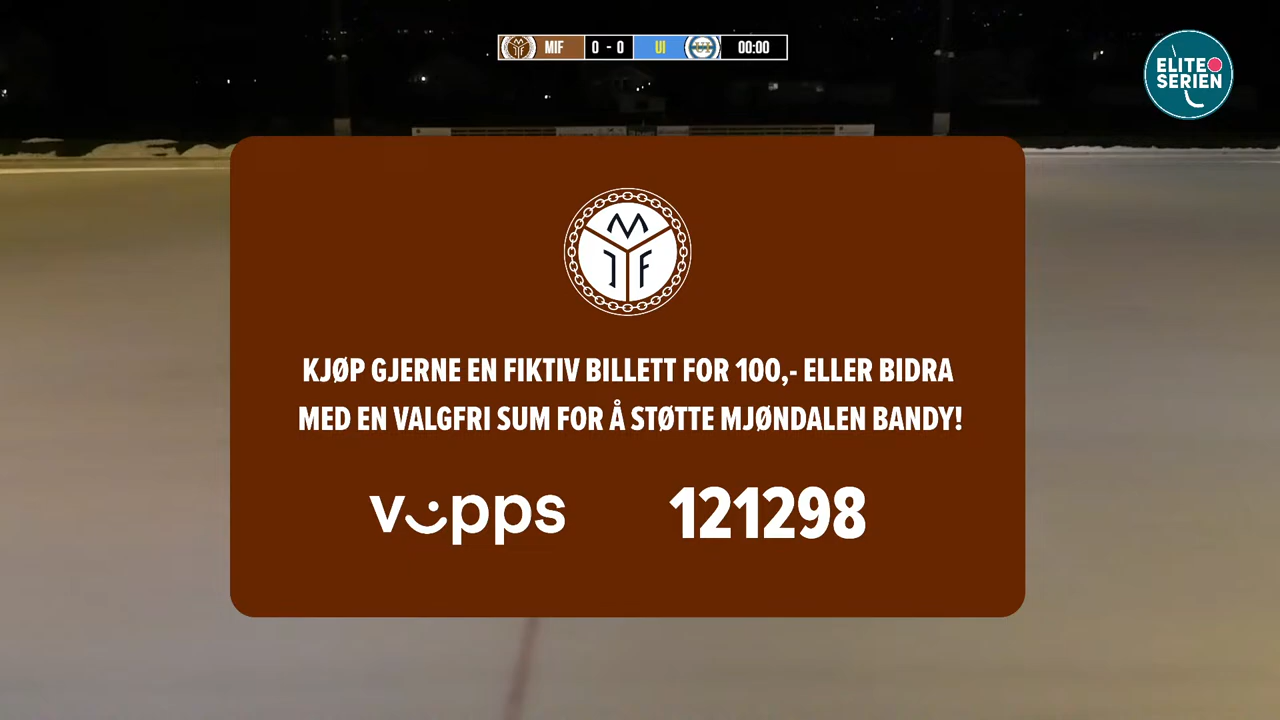 MIF 0 - 0 UI UI 00:00
ELITE
SERIEN
M
I F
KJØP GJERNE EN FIKTIV BILLETT FOR 100,- ELLER BIDRA
MED EN VALGFRI SUM FOR Å STØTTE MJØNDALEN BANDY!
vipps 121298